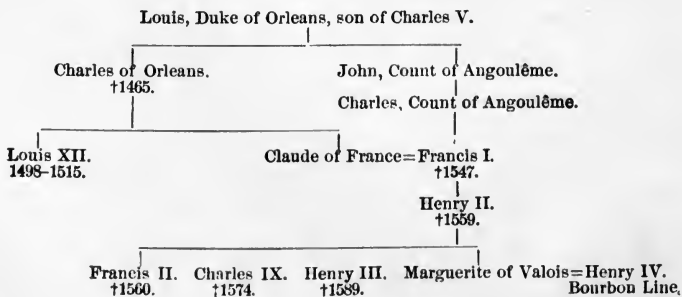 Louis, Duke of Orleans, son of Charles V.
Charles of Orleans. John, Count of Angoulême.
†1465.
Charles, Count of Angoulême.
Louis XII. Claude of France=Francis I.
1498–1515. †1547.
Henry II.
†1559.
Francis II. Charles IX. Henry III. Marguerite of Valois=Henry IV.
†1560. †1574. †1589. Bourbon Line.